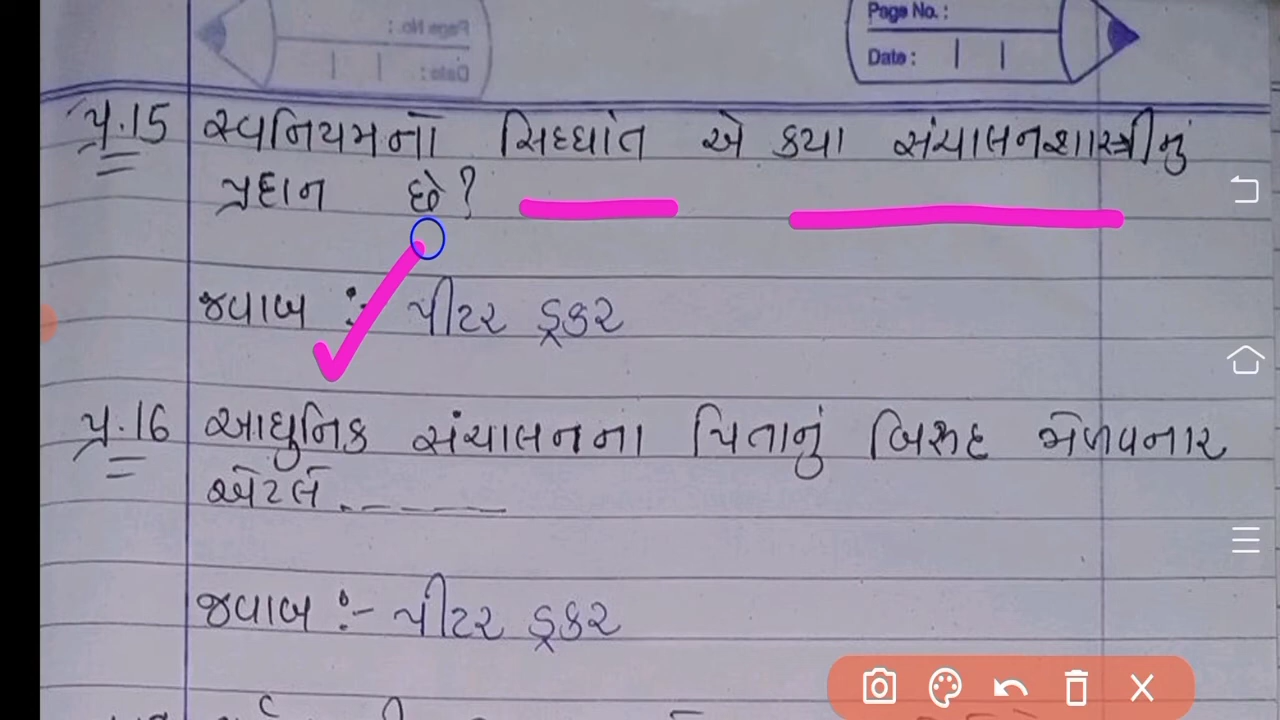 Page No. :
Date :
પ્ર.15 સ્વનિયમનો સિધ્ધાંત એ કયા સંચાલનશાસ્ત્રીનું
પ્રદાન છે?
જવાબ :- પીટર ડ્રકર
પ્ર.16 આધુનિક સંચાલનના પિતાનું બિરુદ મેળવનાર
એટલે ------
જવાબ :- પીટર ડ્રકર